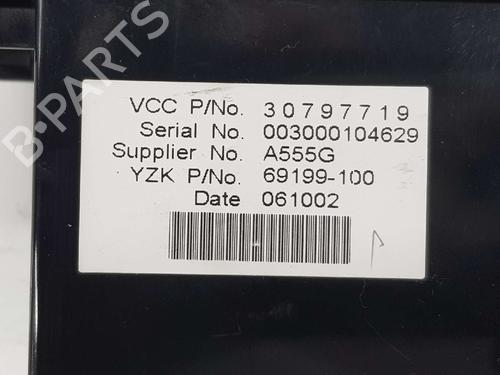 VCC P/No. 30797719
Serial No. 003000104629
Supplier No. A555G
YZK P/No. 69199-100
Date 061002
B-PARTS